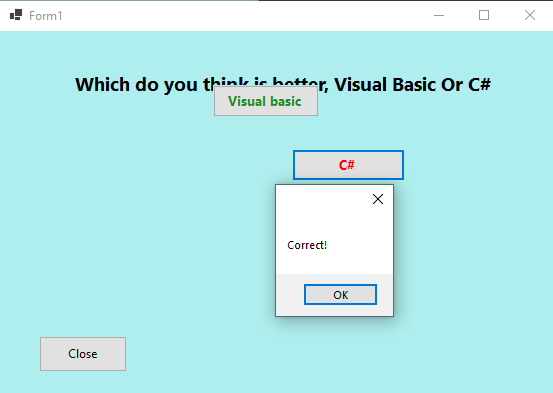 Form1
Which do you think is better, Visual Basic Or C#
Visual basic
C#
Correct!
OK
Close